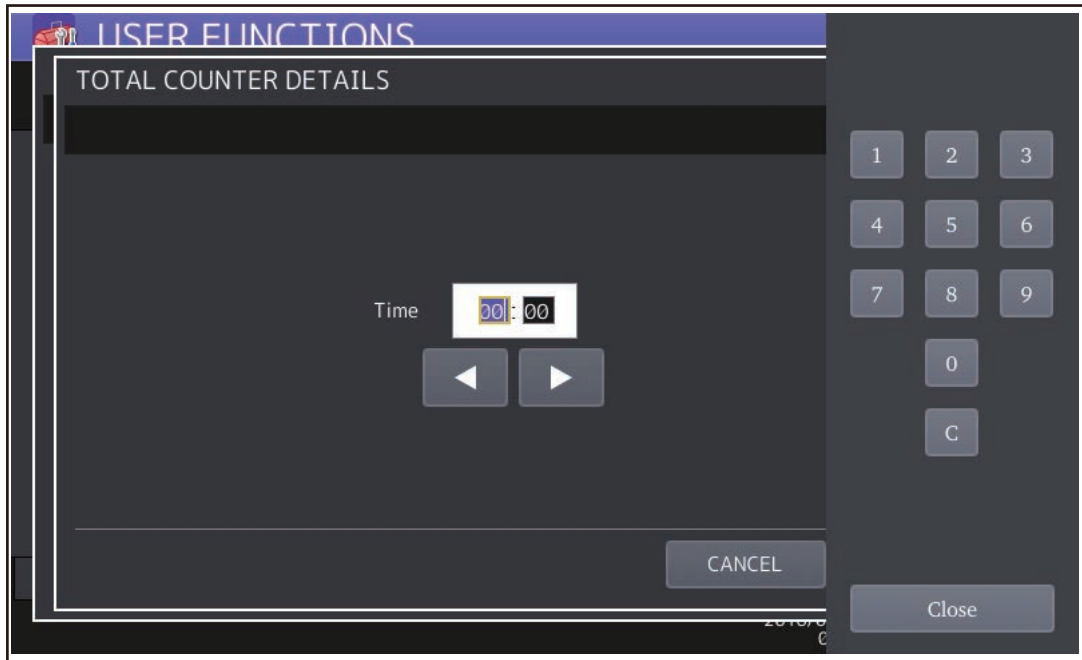 USER FUNCTIONS
TOTAL COUNTER DETAILS
1 2 3
4 5 6
Time 00:00
7 8 9
0
C
CANCEL
Close